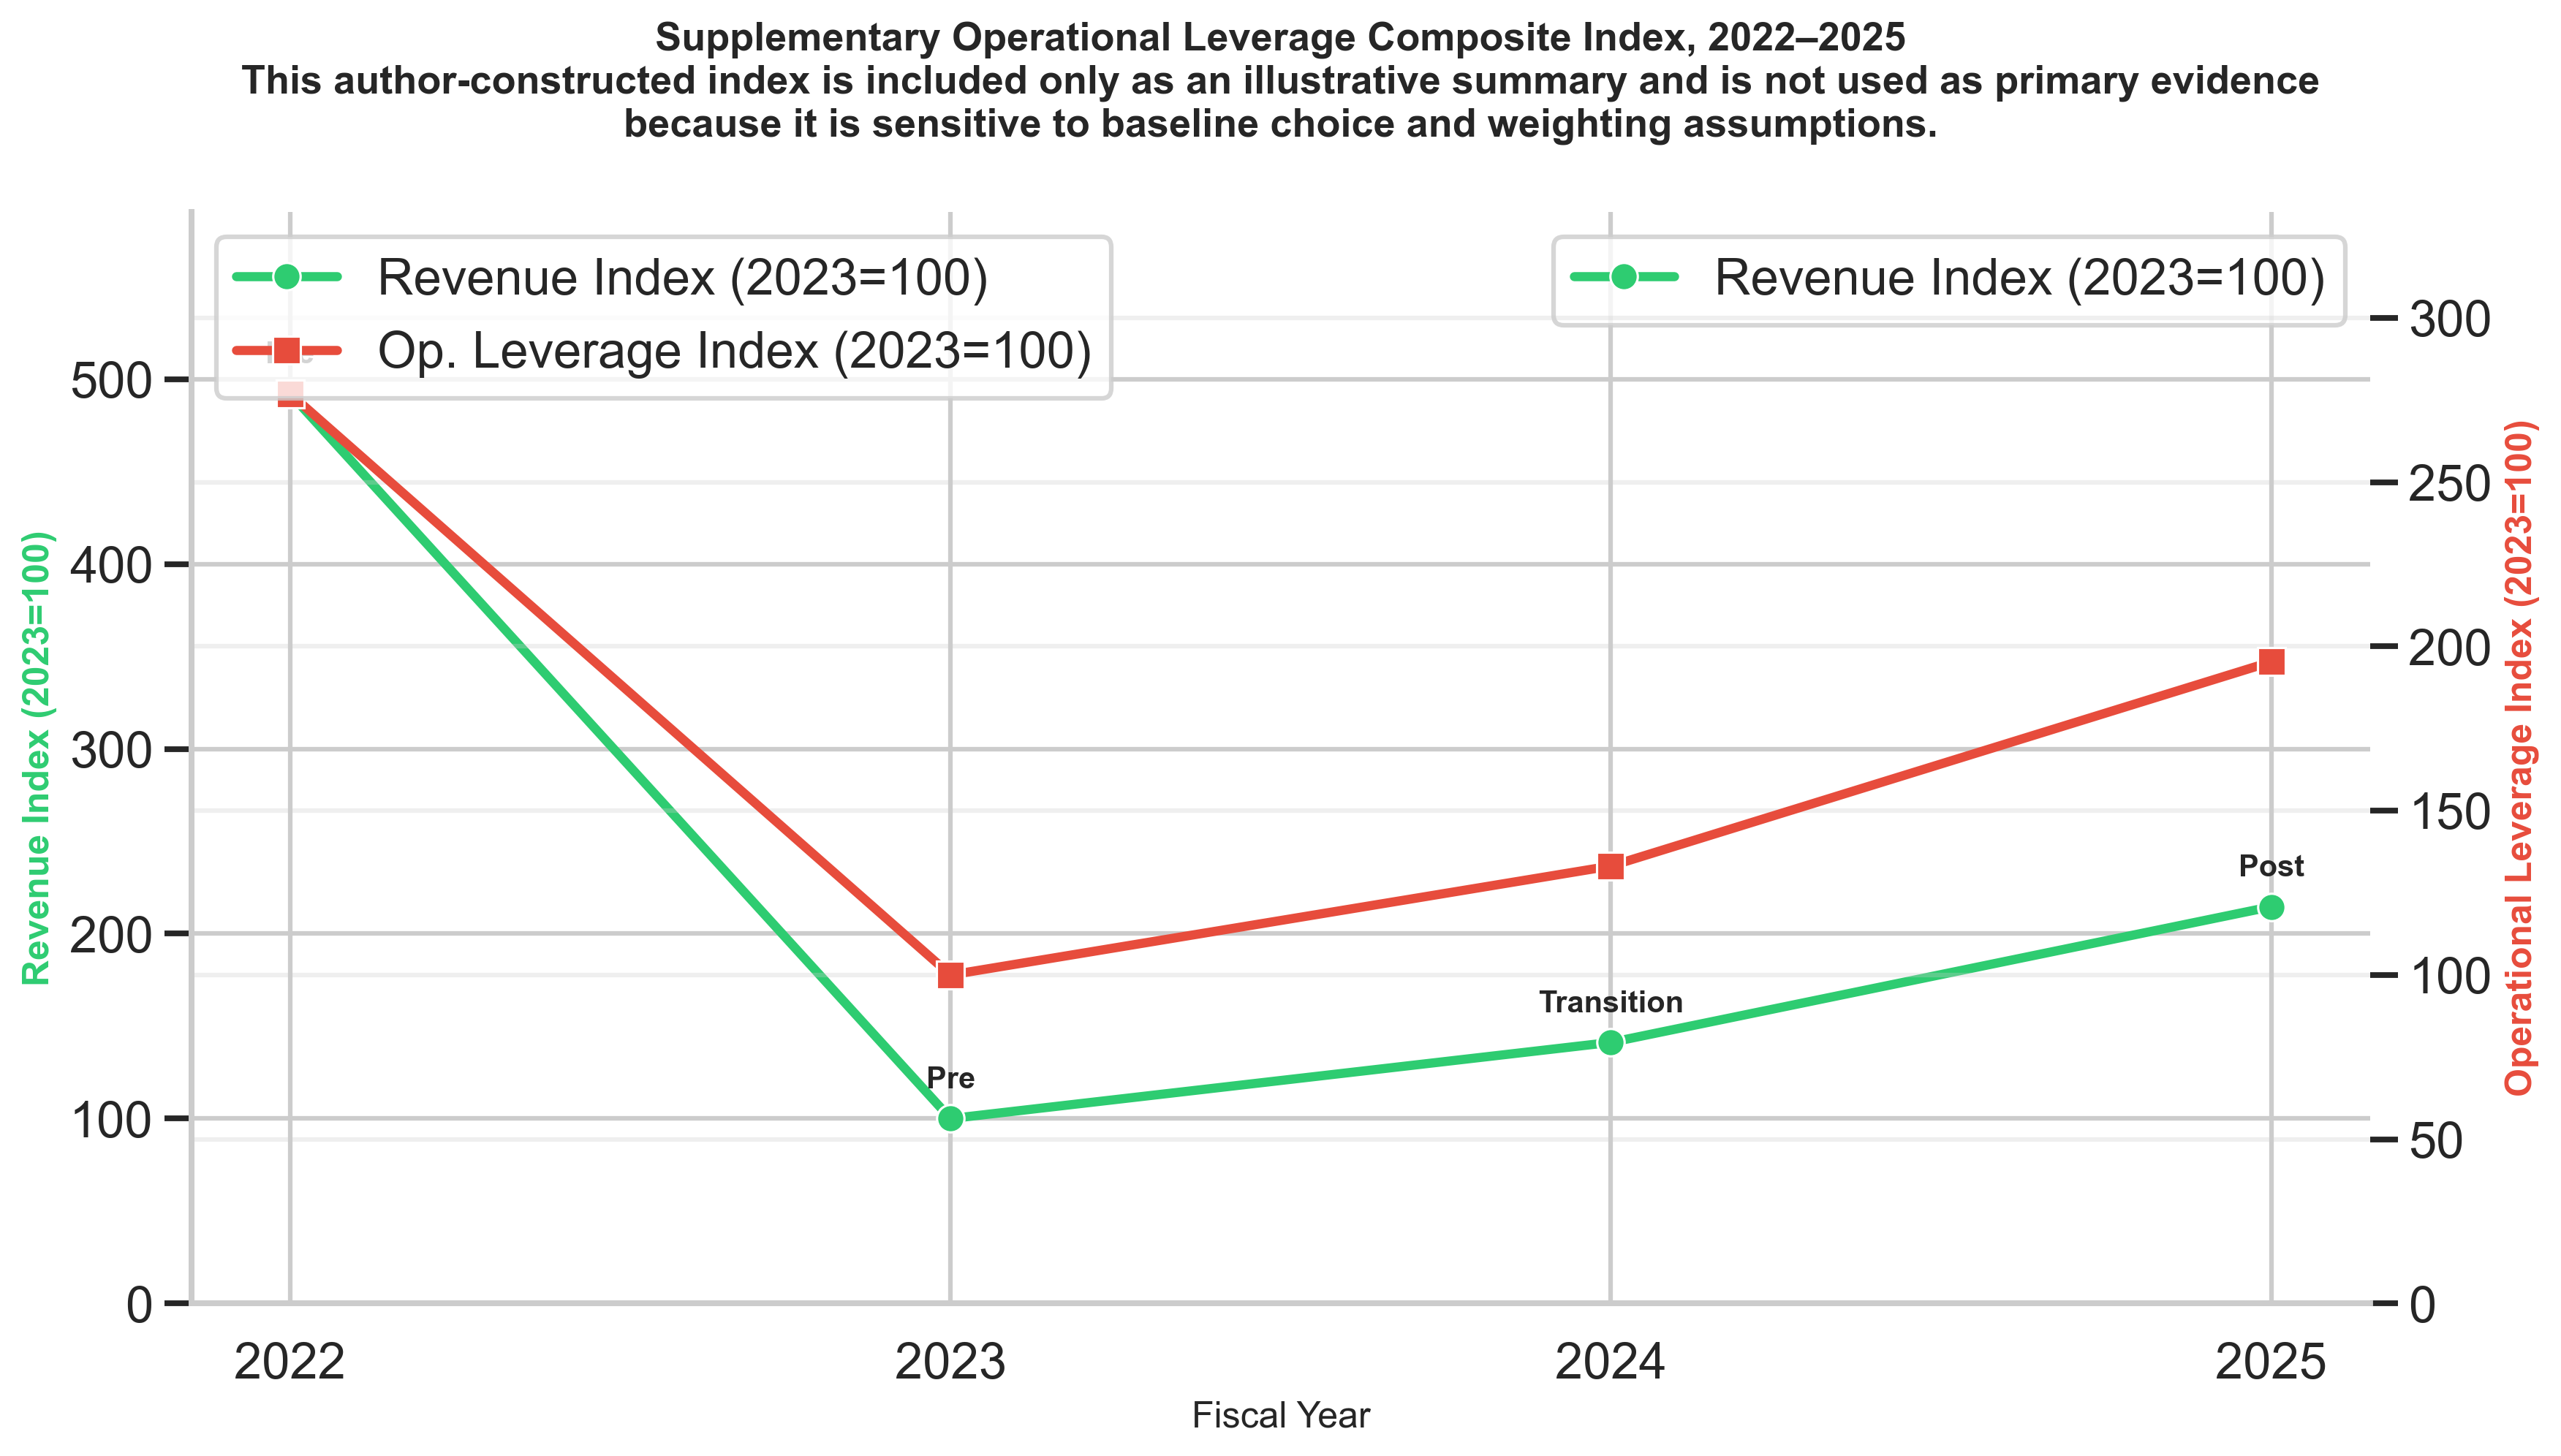 Supplementary Operational Leverage Composite Index, 2022–2025
This author-constructed index is included only as an illustrative summary and is not used as primary evidence
because it is sensitive to baseline choice and weighting assumptions.
Revenue Index (2023=100)
Op. Leverage Index (2023=100)
Revenue Index (2023=100)
500
400
300
200
100
0
Revenue Index (2023=100)
300
250
200
150
100
50
0
Operational Leverage Index (2023=100)
Pre
Transition
Post
2022
2023
2024
2025
Fiscal Year